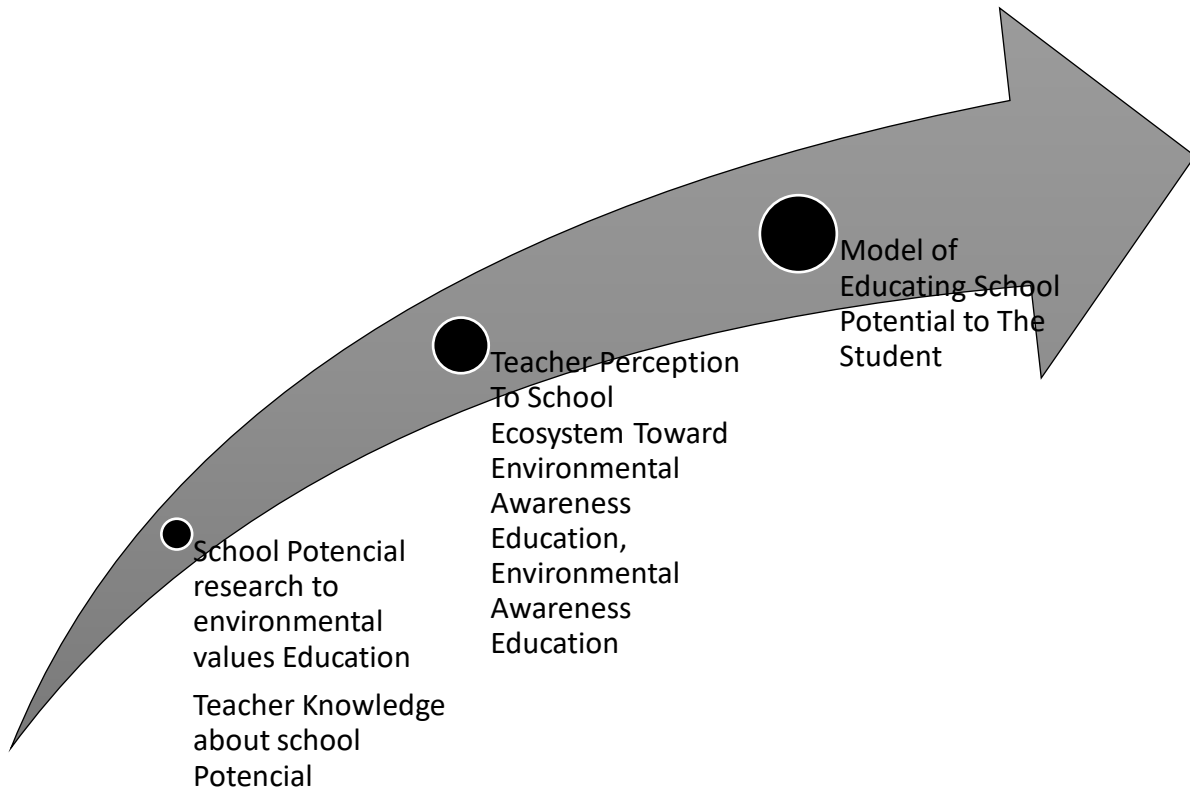 School Potencial
research to
environmental
values Education
Teacher Knowledge
about school
Potencial
Teacher Perception
To School
Ecosystem Toward
Environmental
Awareness
Education,
Environmental
Awareness
Education
Model of
Educating School
Potential to The
Student